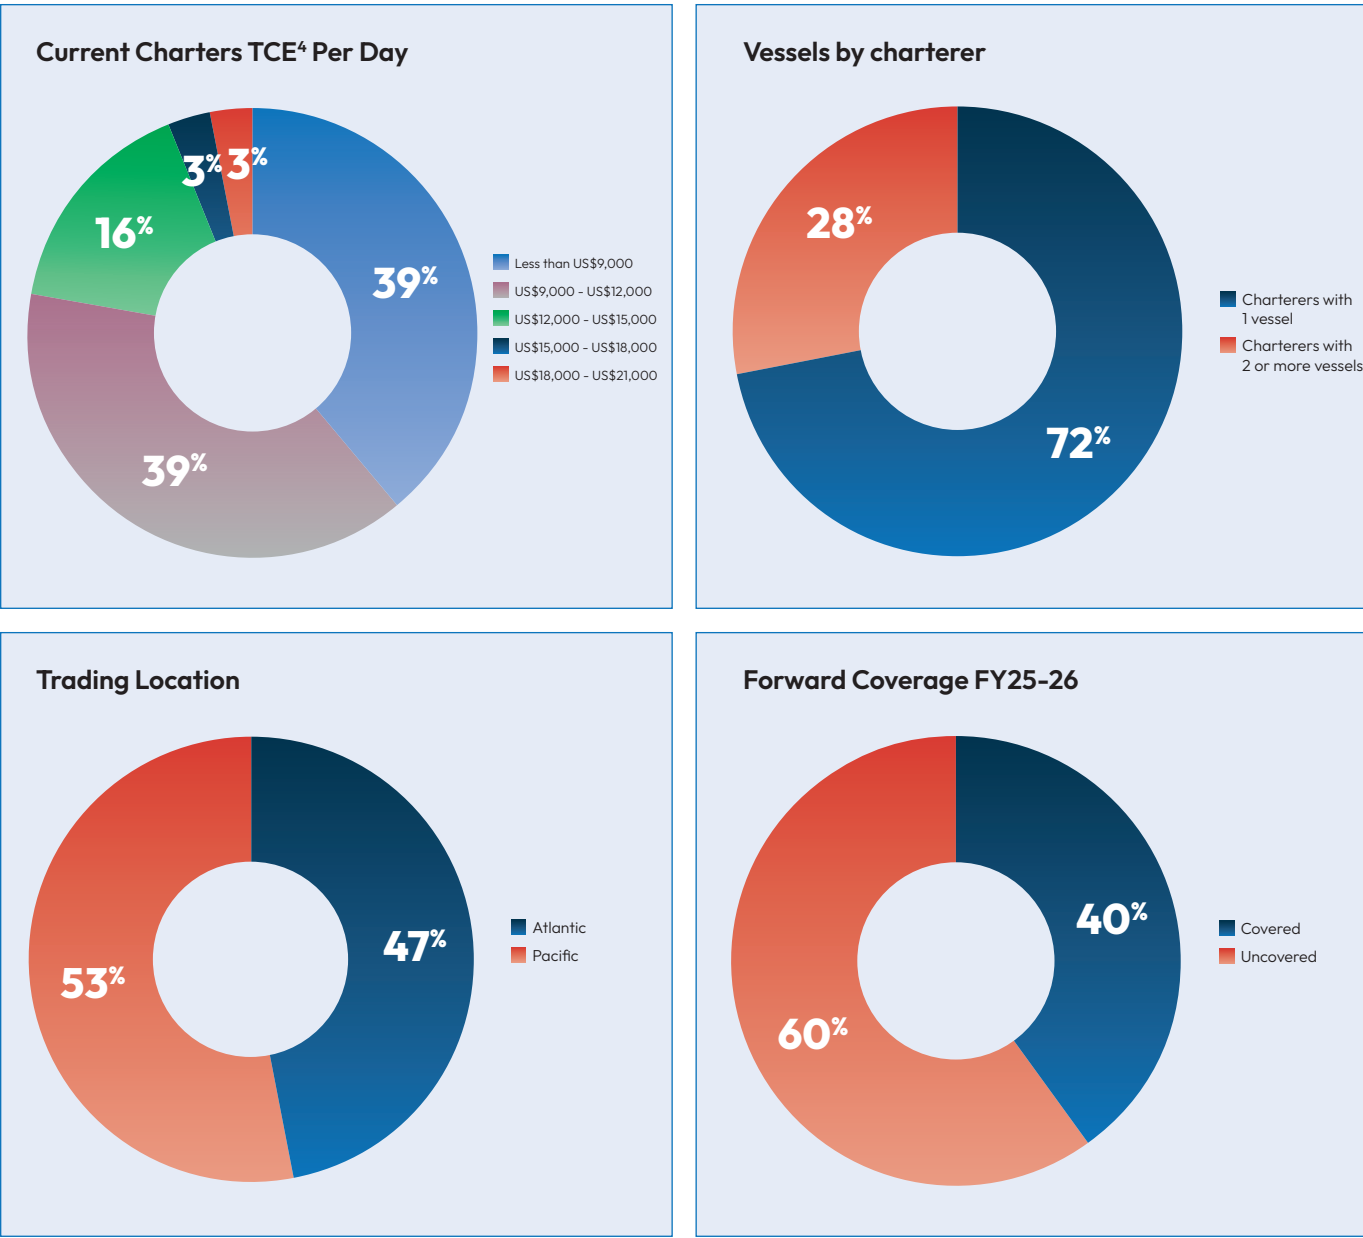 Current Charters TCE⁴ Per Day
3%
3%
16%
39%
39%
Less than US$9,000
US$9,000 - US$12,000
US$12,000 - US$15,000
US$15,000 - US$18,000
US$18,000 - US$21,000
Vessels by charterer
28%
72%
Charterers with
1 vessel
Charterers with
2 or more vessels
Trading Location
47%
53%
Atlantic
Pacific
Forward Coverage FY25-26
40%
60%
Covered
Uncovered